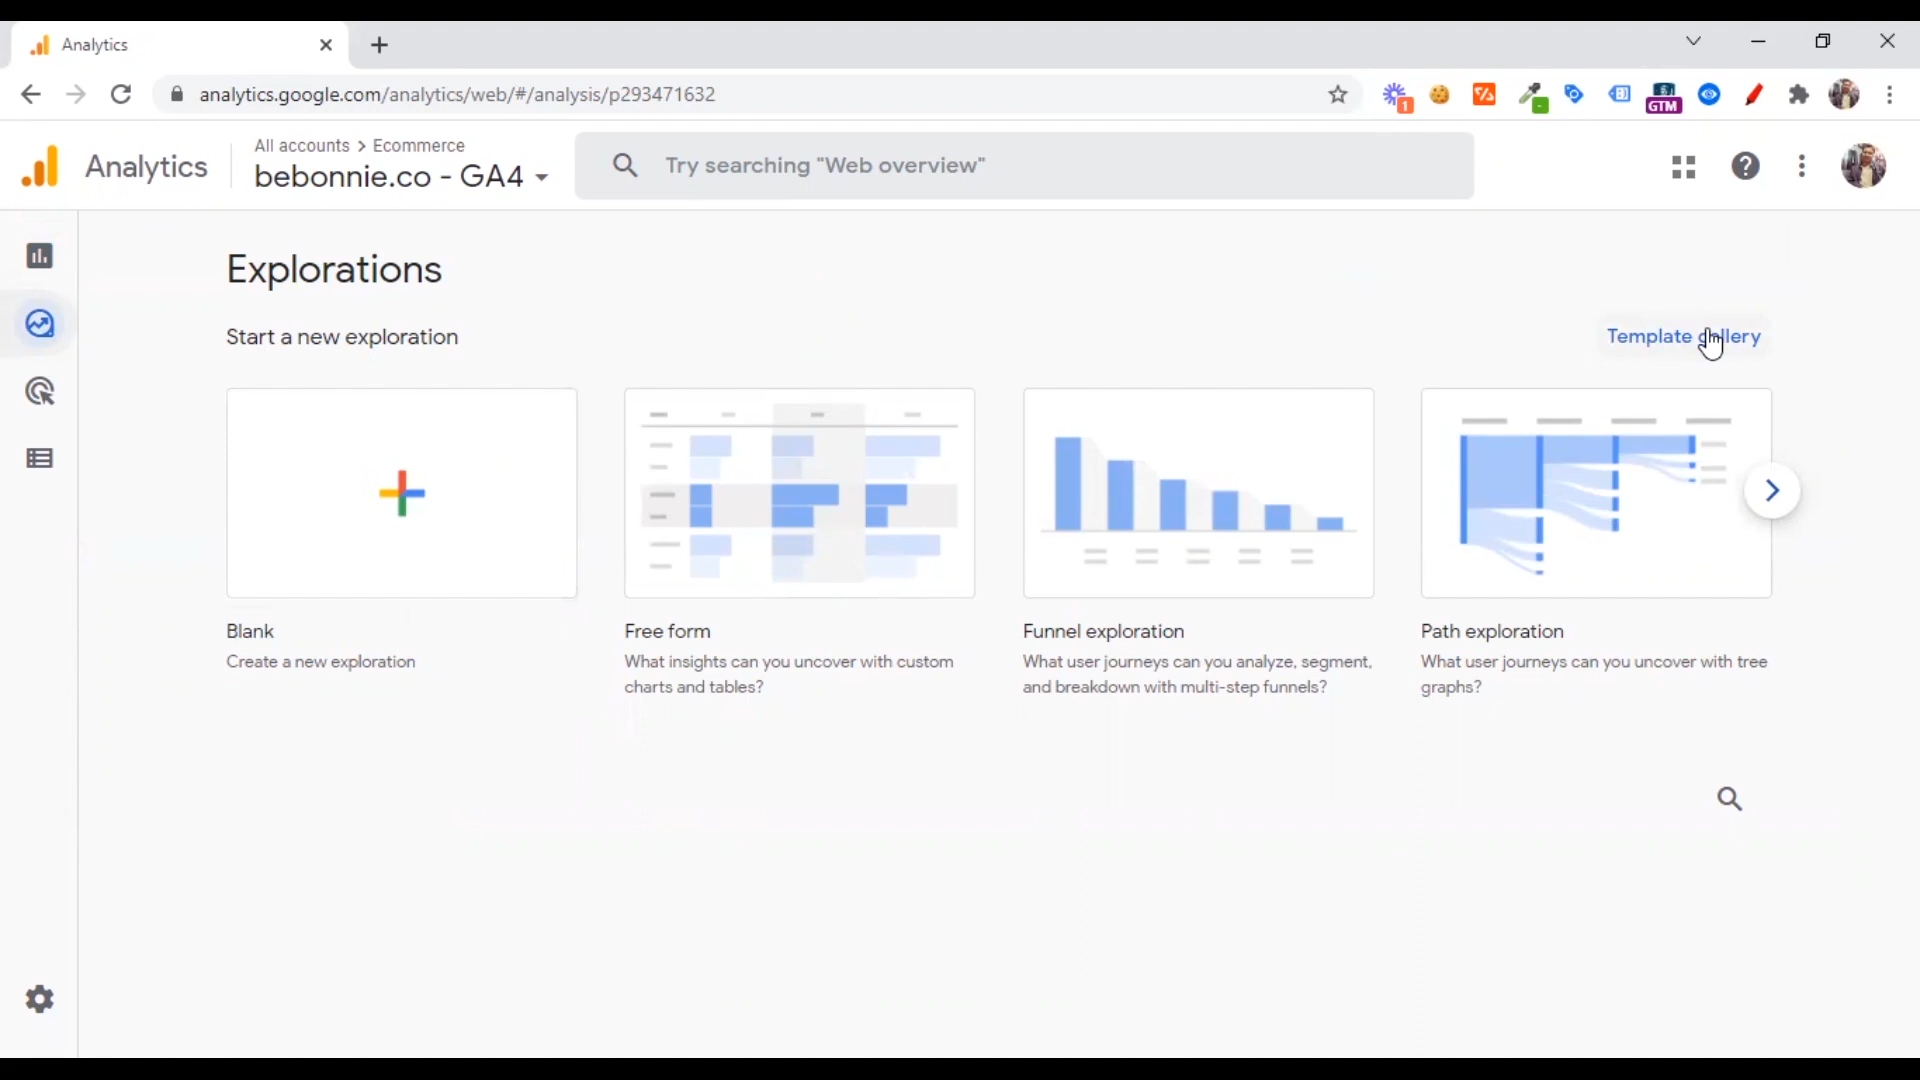 Analytics
analytics.google.com/analytics/web/#/analysis/p293471632
1
GTM
Analytics
All accounts > Ecommerce
bebonnie.co - GA4
Try searching "Web overview"
Explorations
Start a new exploration
Template gallery
Blank
Create a new exploration
Free form
What insights can you uncover with custom
charts and tables?
Funnel exploration
What user journeys can you analyze, segment,
and breakdown with multi-step funnels?
Path exploration
What user journeys can you uncover with tree
graphs?